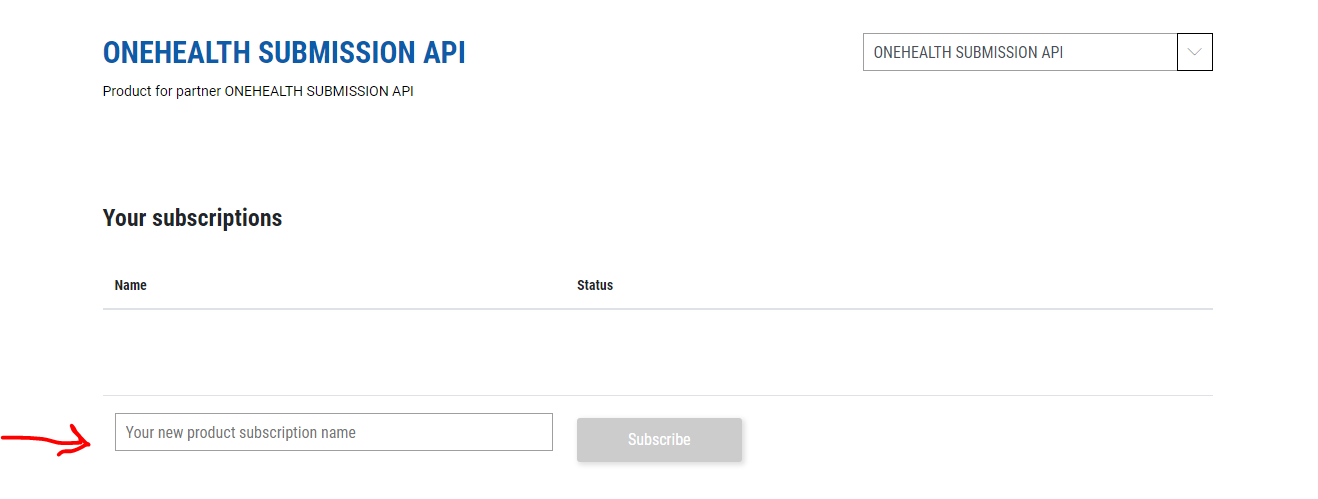 ONEHEALTH SUBMISSION API
ONEHEALTH SUBMISSION API
Product for partner ONEHEALTH SUBMISSION API
Your subscriptions
Name Status
Your new product subscription name
Subscribe